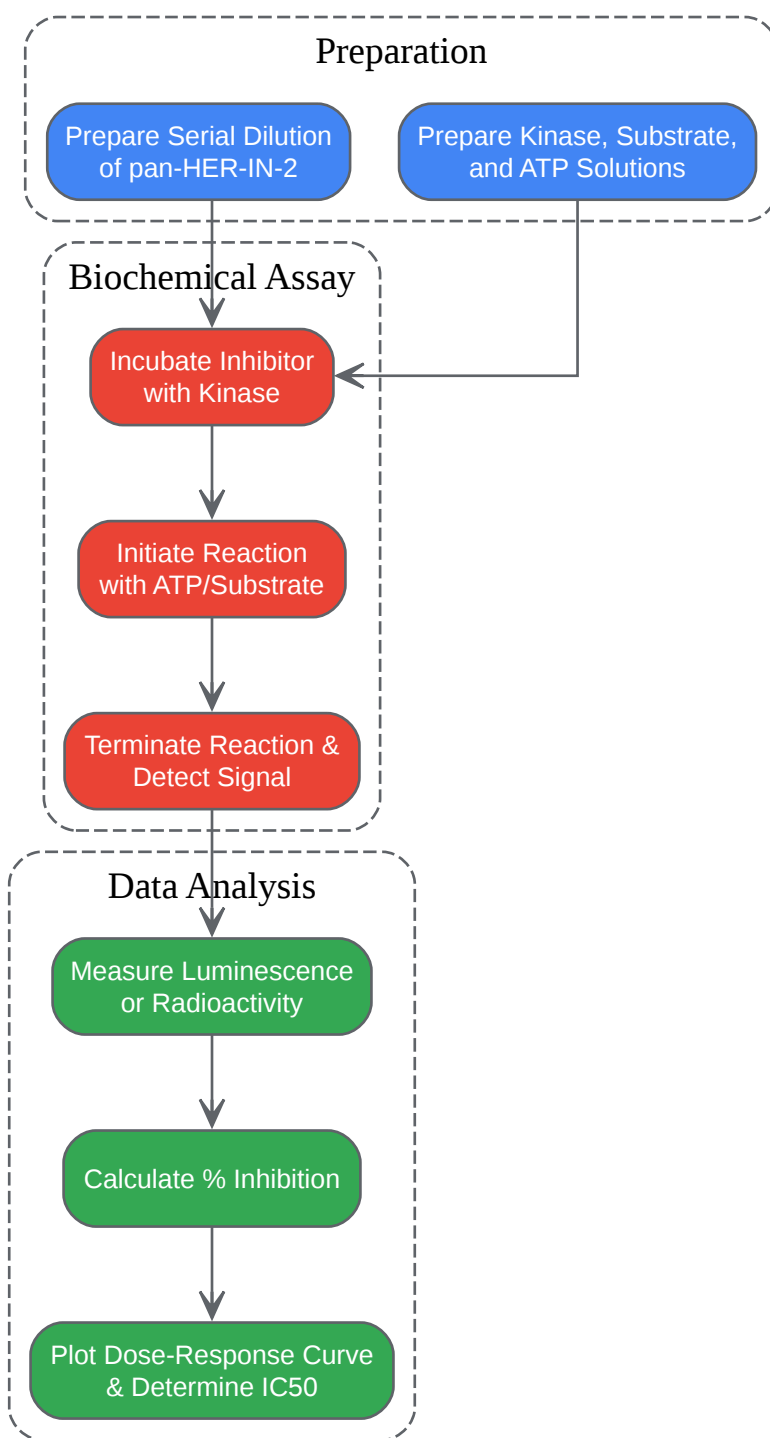 Preparation
Prepare Serial Dilution
of pan-HER-IN-2
Prepare Kinase, Substrate,
and ATP Solutions
Biochemical Assay
Incubate Inhibitor
with Kinase
Initiate Reaction
with ATP/Substrate
Terminate Reaction &
Detect Signal
Data Analysis
Measure Luminescence
or Radioactivity
Calculate % Inhibition
Plot Dose-Response Curve
& Determine IC50